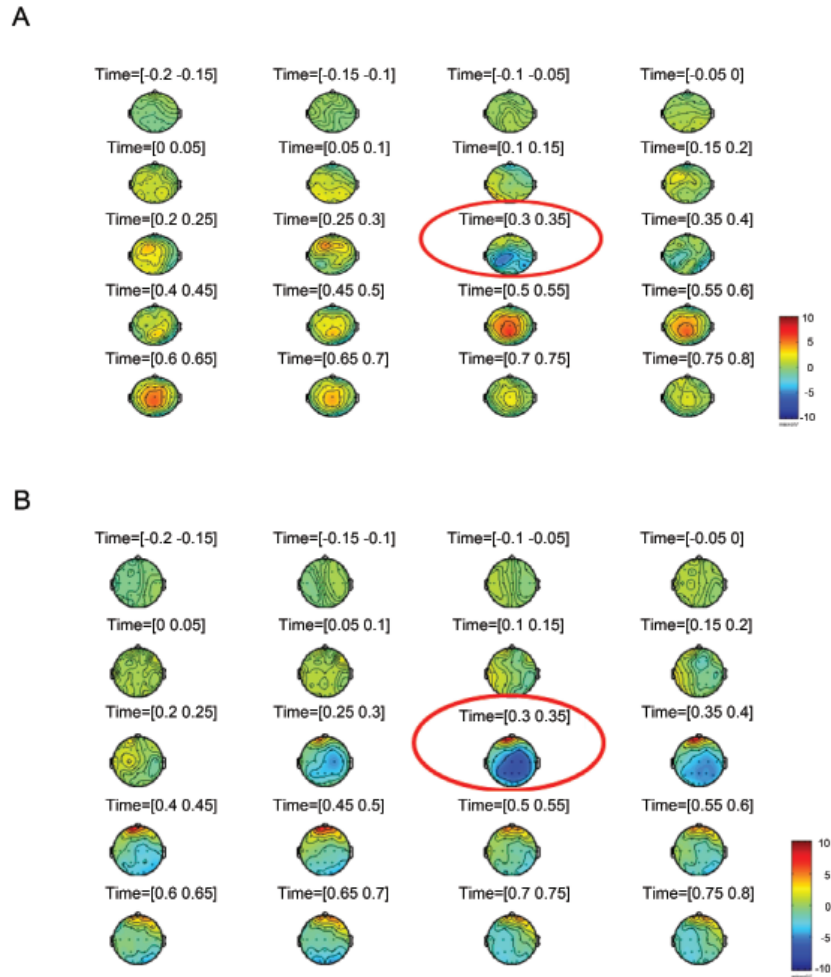 A
Time=[-0.2 -0.15] Time=[-0.15 -0.1] Time=[-0.1 -0.05] Time=[-0.05 0]
Time=[0 0.05] Time=[0.05 0.1] Time=[0.1 0.15] Time=[0.15 0.2]
Time=[0.2 0.25] Time=[0.25 0.3] Time=[0.3 0.35] Time=[0.35 0.4]
Time=[0.4 0.45] Time=[0.45 0.5] Time=[0.5 0.55] Time=[0.55 0.6]
Time=[0.6 0.65] Time=[0.65 0.7] Time=[0.7 0.75] Time=[0.75 0.8]
10
5
0
-5
-10
B
Time=[-0.2 -0.15] Time=[-0.15 -0.1] Time=[-0.1 -0.05] Time=[-0.05 0]
Time=[0 0.05] Time=[0.05 0.1] Time=[0.1 0.15] Time=[0.15 0.2]
Time=[0.2 0.25] Time=[0.25 0.3] Time=[0.3 0.35] Time=[0.35 0.4]
Time=[0.4 0.45] Time=[0.45 0.5] Time=[0.5 0.55] Time=[0.55 0.6]
Time=[0.6 0.65] Time=[0.65 0.7] Time=[0.7 0.75] Time=[0.75 0.8]
10
5
0
-5
-10